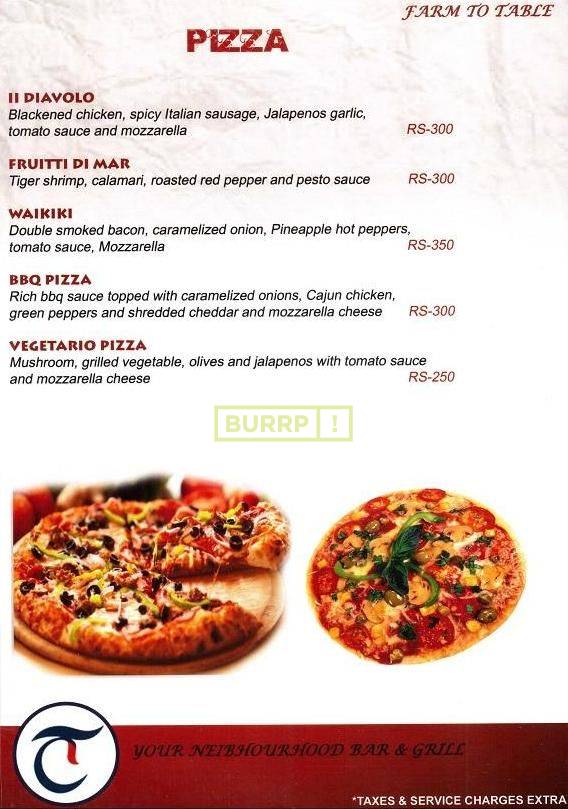 FARM TO TABLE
PIZZA
II DIAVOLO
Blackened chicken, spicy Italian sausage, Jalapenos garlic,
tomato sauce and mozzarella RS-300
FRUITTI DI MAR
Tiger shrimp, calamari, roasted red pepper and pesto sauce RS-300
WAIKIKI
Double smoked bacon, caramelized onion, Pineapple hot peppers,
tomato sauce, Mozzarella RS-350
BBQ PIZZA
Rich bbq sauce topped with caramelized onions, Cajun chicken,
green peppers and shredded cheddar and mozzarella cheese RS-300
VEGETARIO PIZZA
Mushroom, grilled vegetable, olives and jalapenos with tomato sauce
and mozzarella cheese RS-250
BURRP !
YOUR NEIBHOURHOOD BAR & GRILL
*TAXES & SERVICE CHARGES EXTRA